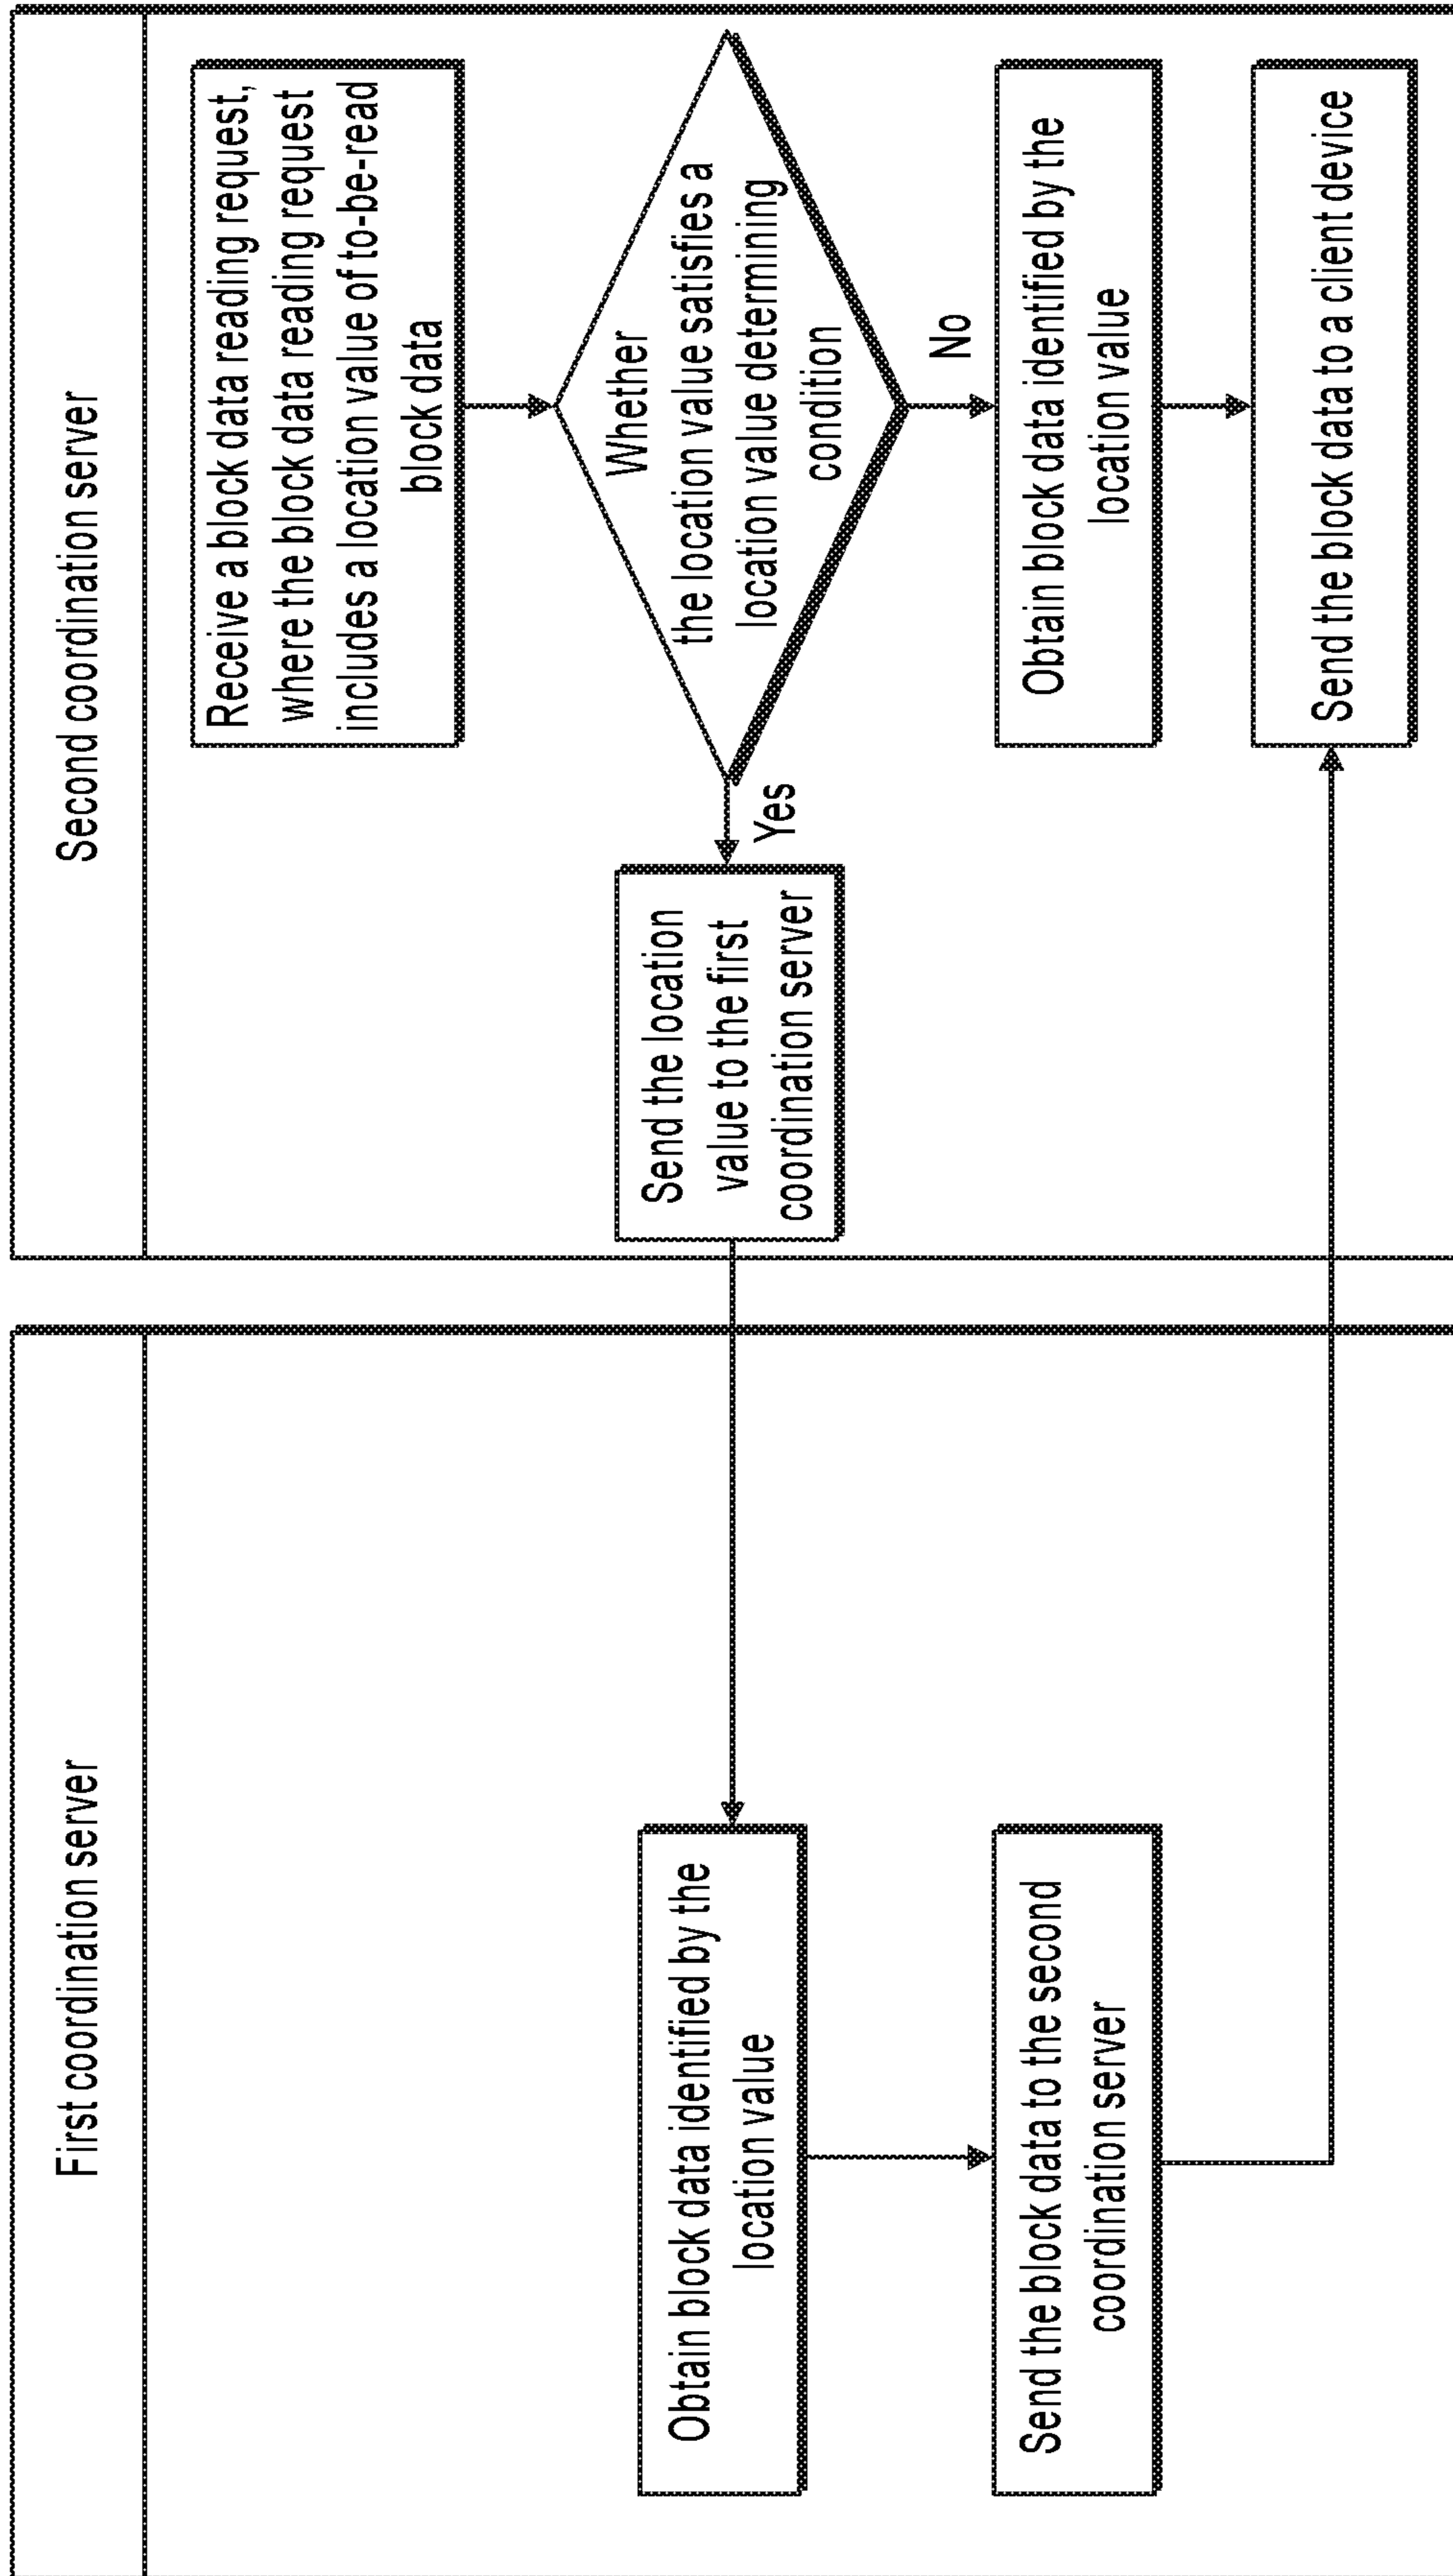 First coordination server
Second coordination server
Receive a block data reading request,
where the block data reading request
includes a location value of to-be-read
block data
Whether
the location value satisfies a
location value determining
condition
Yes
No
Send the location
value to the first
coordination server
Obtain block data identified by the
location value
Send the block data to the second
coordination server
Obtain block data identified by the
location value
Send the block data to a client device